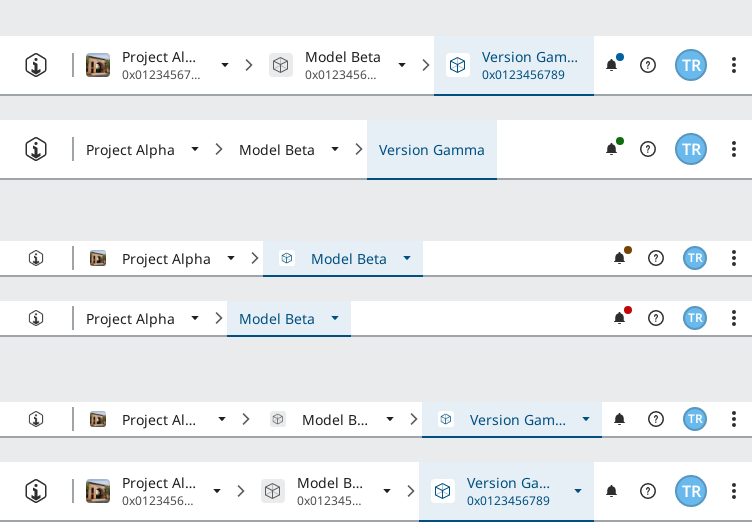 Project Al...
0x01234567...
Model Beta
0x0123456...
Version Gam...
0x0123456789
TR
Project Alpha
Model Beta
Version Gamma
TR
Project Alpha
Model Beta
TR
Project Alpha
Model Beta
TR
Project Al...
Model B...
Version Gam...
TR
Project Al...
0x0123456...
Model B...
0x012345...
Version Ga...
0x0123456789
TR